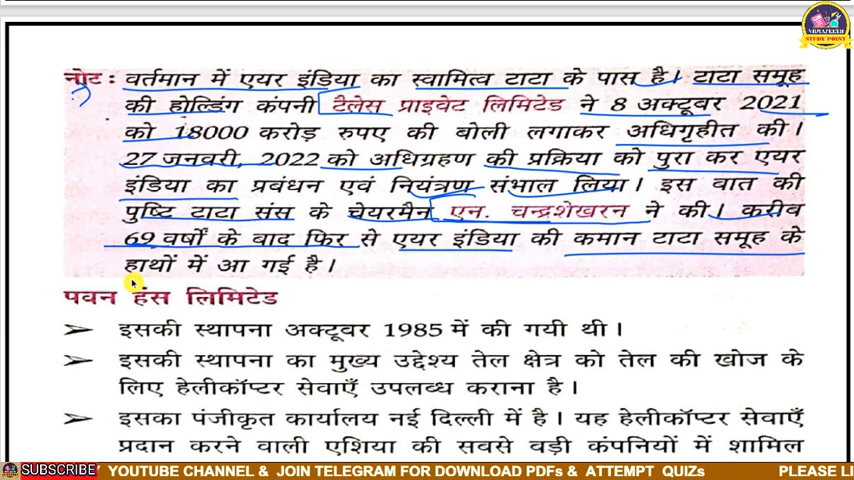 VIDYAPEETH
STUDY POINT
नोट : वर्तमान में एयर इंडिया का स्वामित्व टाटा के पास है। टाटा समूह
की होल्डिंग कंपनी टैलेस प्राइवेट लिमिटेड ने 8 अक्टूबर 2021
को 18000 करोड़ रुपए की बोली लगाकर अधिगृहीत की।
27 जनवरी, 2022 को अधिग्रहण की प्रक्रिया को पुरा कर एयर
इंडिया का प्रबंधन एवं नियंत्रण संभाल लिया। इस वात की
पुष्टि टाटा संस के चेयरमैन एन. चन्द्रशेखरन ने की। करीव
69 वर्षों के वाद फिर से एयर इंडिया की कमान टाटा समूह के
हाथों में आ गई है।
पवन हंस लिमिटेड
➢ इसकी स्थापना अक्टूबर 1985 में की गयी थी।
➢ इसकी स्थापना का मुख्य उद्देश्य तेल क्षेत्र को तेल की खोज के
लिए हेलीकॉप्टर सेवाएँ उपलब्ध कराना है।
➢ इसका पंजीकृत कार्यालय नई दिल्ली में है। यह हेलीकॉप्टर सेवाएँ
प्रदान करने वाली एशिया की सबसे वड़ी कंपनियों में शामिल
SUBSCRIBE YOUTUBE CHANNEL & JOIN TELEGRAM FOR DOWNLOAD PDFs & ATTEMPT QUIZs PLEASE LI